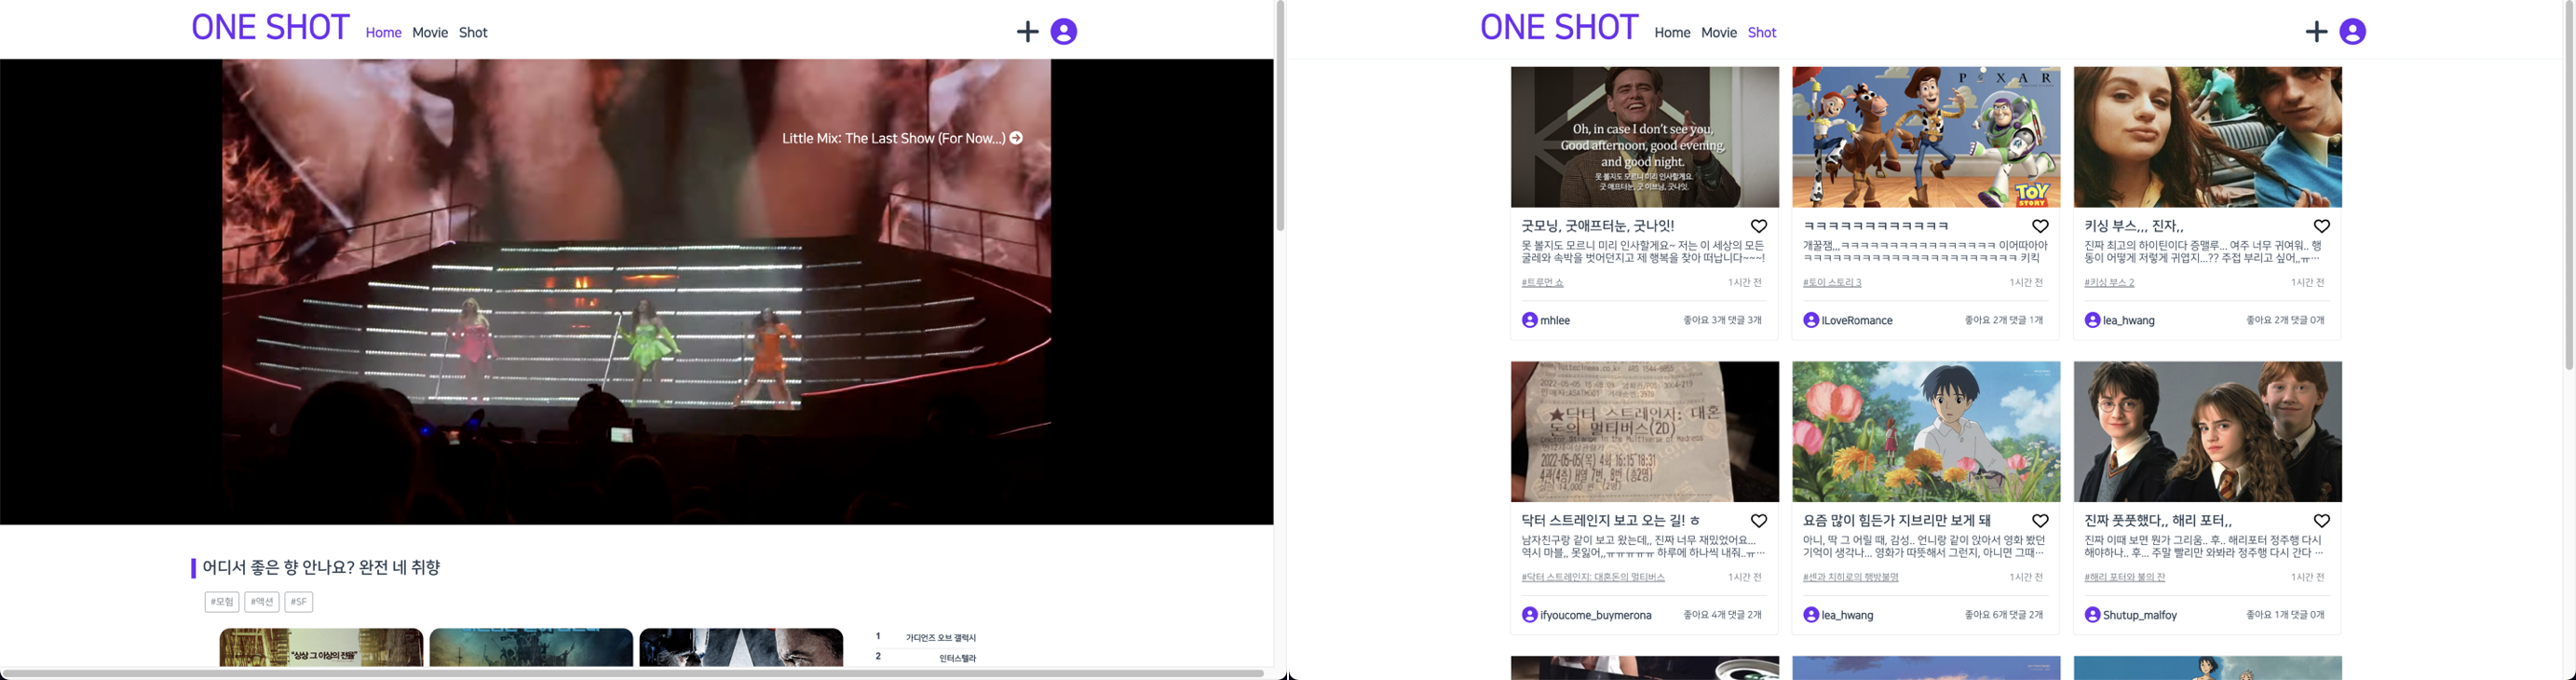 ONE SHOT Home Movie Shot
Little Mix: The Last Show (For Now...)
어디서 좋은 향 안나요? 완전 네 취향
#모험 #액션 #SF
"상상 그 이상의 전율"
1 가디언즈 오브 갤럭시
2 인터스텔라
ONE SHOT Home Movie Shot
Oh, in case I don't see you,
Good afternoon, good evening,
and good night.
못 볼지도 모르니 미리 인사할게요.
굿 애프터눈, 굿 이브닝, 굿나잇.
굿모닝, 굿애프터눈, 굿나잇!
못 볼지도 모르니 미리 인사할게요~ 저는 이 세상의 모든
굴레와 속박을 벗어던지고 제 행복을 찾아 떠납니다~~~!
#트루먼 쇼 1시간 전
mhlee 좋아요 3개 댓글 3개
PIXAR
TOY
STORY
ㅋㅋㅋㅋㅋㅋㅋㅋㅋㅋㅋㅋ
개꿀잼,,,ㅋㅋㅋㅋㅋㅋㅋㅋㅋㅋㅋㅋㅋㅋㅋㅋ 이어따아아
ㅋㅋㅋㅋㅋㅋㅋㅋㅋㅋㅋㅋㅋㅋㅋㅋㅋㅋㅋㅋㅋㅋ 키킥
#토이 스토리 3 1시간 전
ILoveRomance 좋아요 2개 댓글 1개
키싱 부스,,, 진자,,
진짜 최고의 하이틴이다 증맬루... 여주 너무 귀여워.. 행
동이 어떻게 저렇게 귀엽지...?? 주접 부리고 싶어,,ㅠ…
#키싱 부스 2 1시간 전
lea_hwang 좋아요 2개 댓글 0개
★닥터 스트레인지: 대혼
돈의 멀티버스(2D)
Doctor Strange in the Multiverse of Madness
2022-05-05(목) 4회 16:15~18:31
닥터 스트레인지 보고 오는 길! ㅎ
남자친구랑 같이 보고 왔는데,, 진짜 너무 재밌었어요...
역시 마블,, 못잃어,,ㅠㅠㅠㅠㅠ 하루에 하나씩 내줘..ㅠ…
#닥터 스트레인지: 대혼돈의 멀티버스 1시간 전
ifyoucome_buymerona 좋아요 4개 댓글 2개
요즘 많이 힘든가 지브리만 보게 돼
아니, 딱 그 어릴 때, 감성.. 언니랑 같이 앉아서 영화 봤던
기억이 생각나... 영화가 따뜻해서 그런지, 아니면 그때…
#센과 치히로의 행방불명 1시간 전
lea_hwang 좋아요 6개 댓글 2개
진짜 풋풋했다,, 해리 포터,,
진짜 이때 보면 뭔가 그리움.. 후.. 해리포터 정주행 다시
해야하나.. 후... 주말 빨리만 와봐라 정주행 다시 간다 …
#해리 포터와 불의 잔 1시간 전
Shutup_malfoy 좋아요 1개 댓글 0개